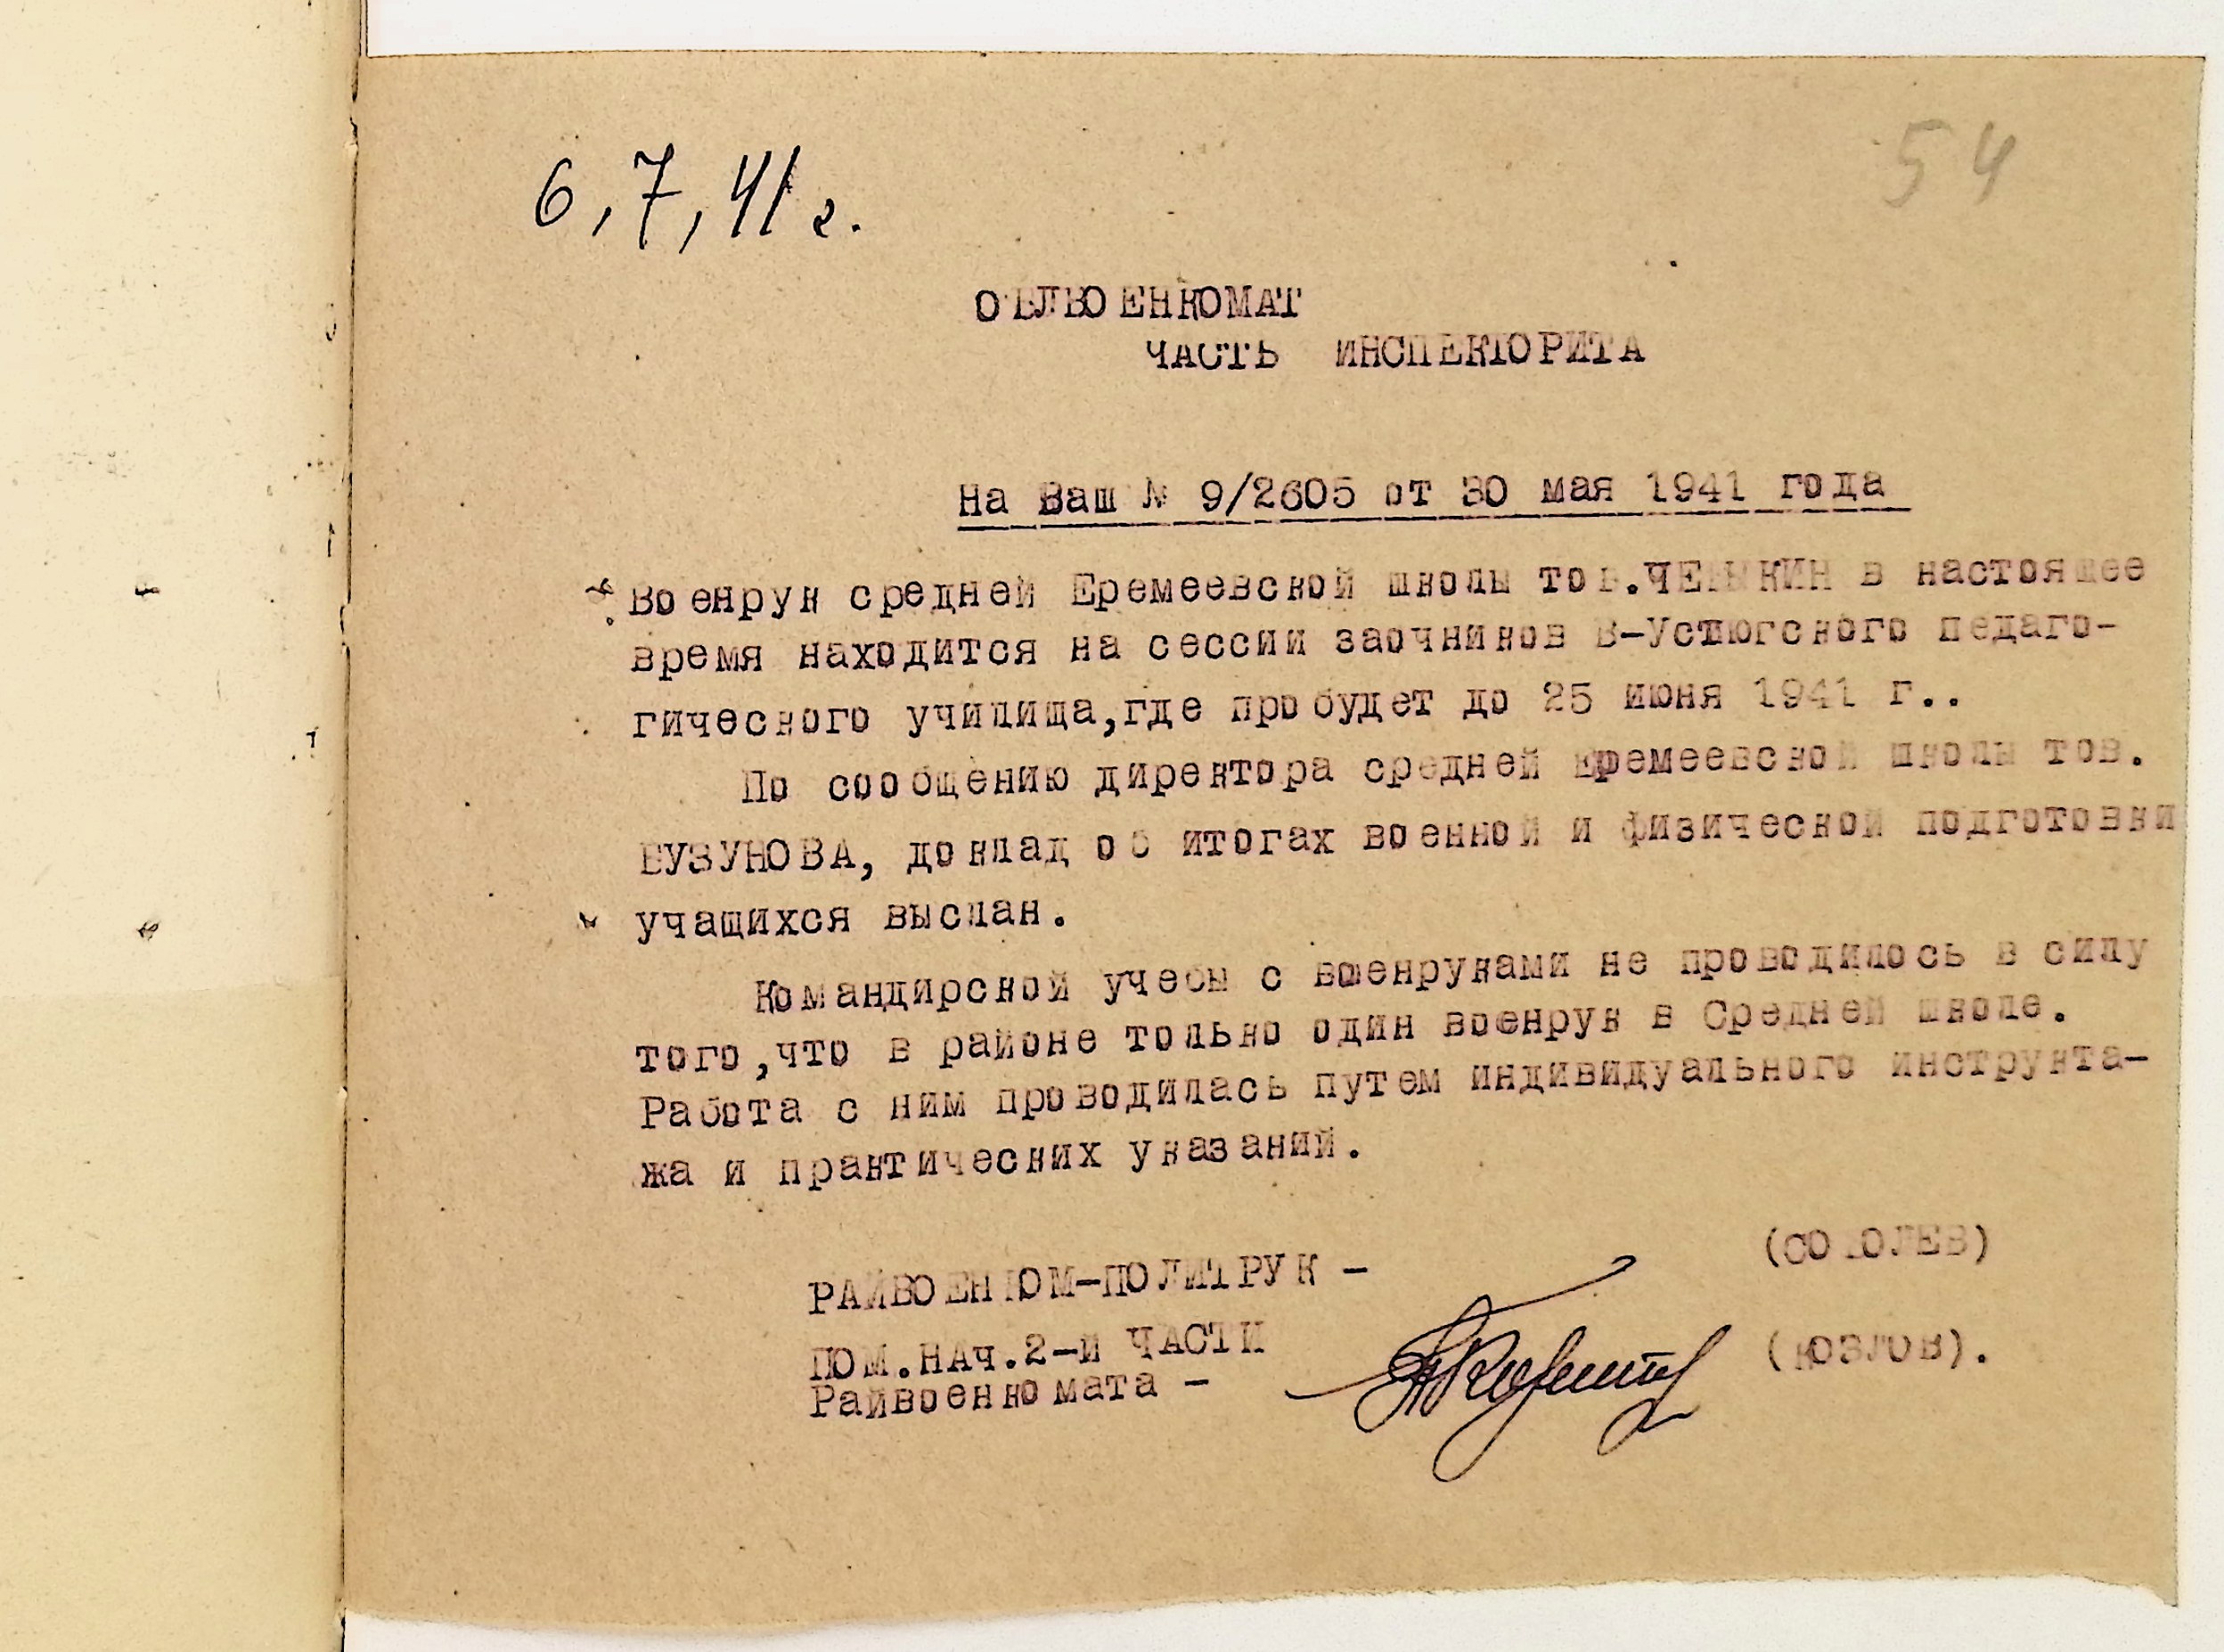 54
6,7,41 г.
ОБЛВОЕНКОМАТ
ЧАСТЬ ИНСПЕКТОРИТА
На Ваш № 9/2605 от 30 мая 1941 года
Военрук средней Еремеевской школы тов. в настоящее
время находится на сессии заочников В-Устюгского педаго-
гического училища,где пробудет до 25 июня 1941 г..
По сообщению директора средней Еремеевской школы тов.
доклад об итогах военной и физической подготовки
учащихся выслан.
Командирской учебы с военруками не проводилось в силу
того,что в районе только один военрук в Средней школе.
Работа с ним проводилась путем индивидуального инструкта-
жа и практических указаний.
РАЙВОЕНКОМ-ПОЛИТРУК -
ПОМ.НАЧ.2-й ЧАСТИ
Райвоенкомата - (КОЗЛОВ).